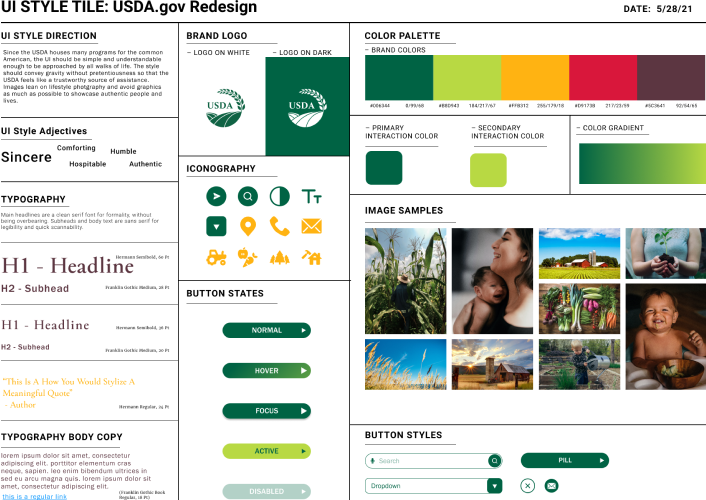 UI STYLE TILE: USDA.gov Redesign
DATE: 5/28/21
UI STYLE DIRECTION
Since the USDA houses many programs for the common
American, the UI should be simple and understandable
enough to be approached by all walks of life. The style
should convey gravity without pretentiousness so that the
USDA feels like a trustworthy source of assistance.
Images lean on lifestyle photgraphy and avoid graphics
as much as possible to showcase authentic people and
lives.
UI Style Adjectives
Comforting
Humble
Sincere
Hospitable
Authentic
TYPOGRAPHY
Main headlines are a clean serif font for formality, without
being overbearing. Subheads and body text are sans serif for
legibility and quick scannability.
Hermann Semibold, 60 Pt
H1 - Headline
H2 - Subhead
Franklin Gothic Medium, 28 Pt
H1 - Headline
Hermann Semibold, 36 Pt
H2 - Subhead
Franklin Gothic Medium, 20 Pt
"This Is A How You Would Stylize A
Meaningful Quote"
– Author
Hermann Regular, 24 Pt
TYPOGRAPHY BODY COPY
lorem ipsum dolor sit amet, consectetur
adipiscing elit. porttitor elementum cras
neque, sapien. leo enim bibendum ultrices in
sed eu arcu magna quis. lorem ipsum dolor sit
amet, consectetur adipiscing elit.
this is a regular link
(Franklin Gothic Book
Regular, 16 Pt)
BRAND LOGO
– LOGO ON WHITE
– LOGO ON DARK
USDA
USDA
ICONOGRAPHY
TT
BUTTON STATES
NORMAL
HOVER
FOCUS
ACTIVE
DISABLED
COLOR PALETTE
– BRAND COLORS
#006344
0/99/68
#B8D943
184/217/67
#FFB312
255/179/18
#D9173B
217/23/59
#5C3641
92/54/65
– PRIMARY
INTERACTION COLOR
– SECONDARY
INTERACTION COLOR
– COLOR GRADIENT
IMAGE SAMPLES
BUTTON STYLES
Search
PILL
Dropdown